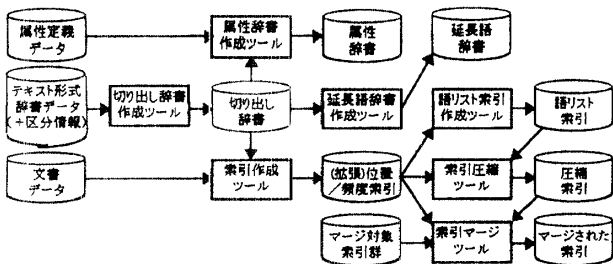 属性定義
データ
属性辞書
作成ツール
属性
辞書
延長語
辞書
テキスト形式
辞書データ
(+区分情報)
切り出し辞書
作成ツール
切り出し
辞書
延長語辞書
作成ツール
語リスト索引
作成ツール
語リスト
索引
文書
データ
索引作成
ツール
(拡張)位置
/頻度索引
索引圧縮
ツール
圧縮
索引
マージ対象
索引群
索引マージ
ツール
マージされた
索引